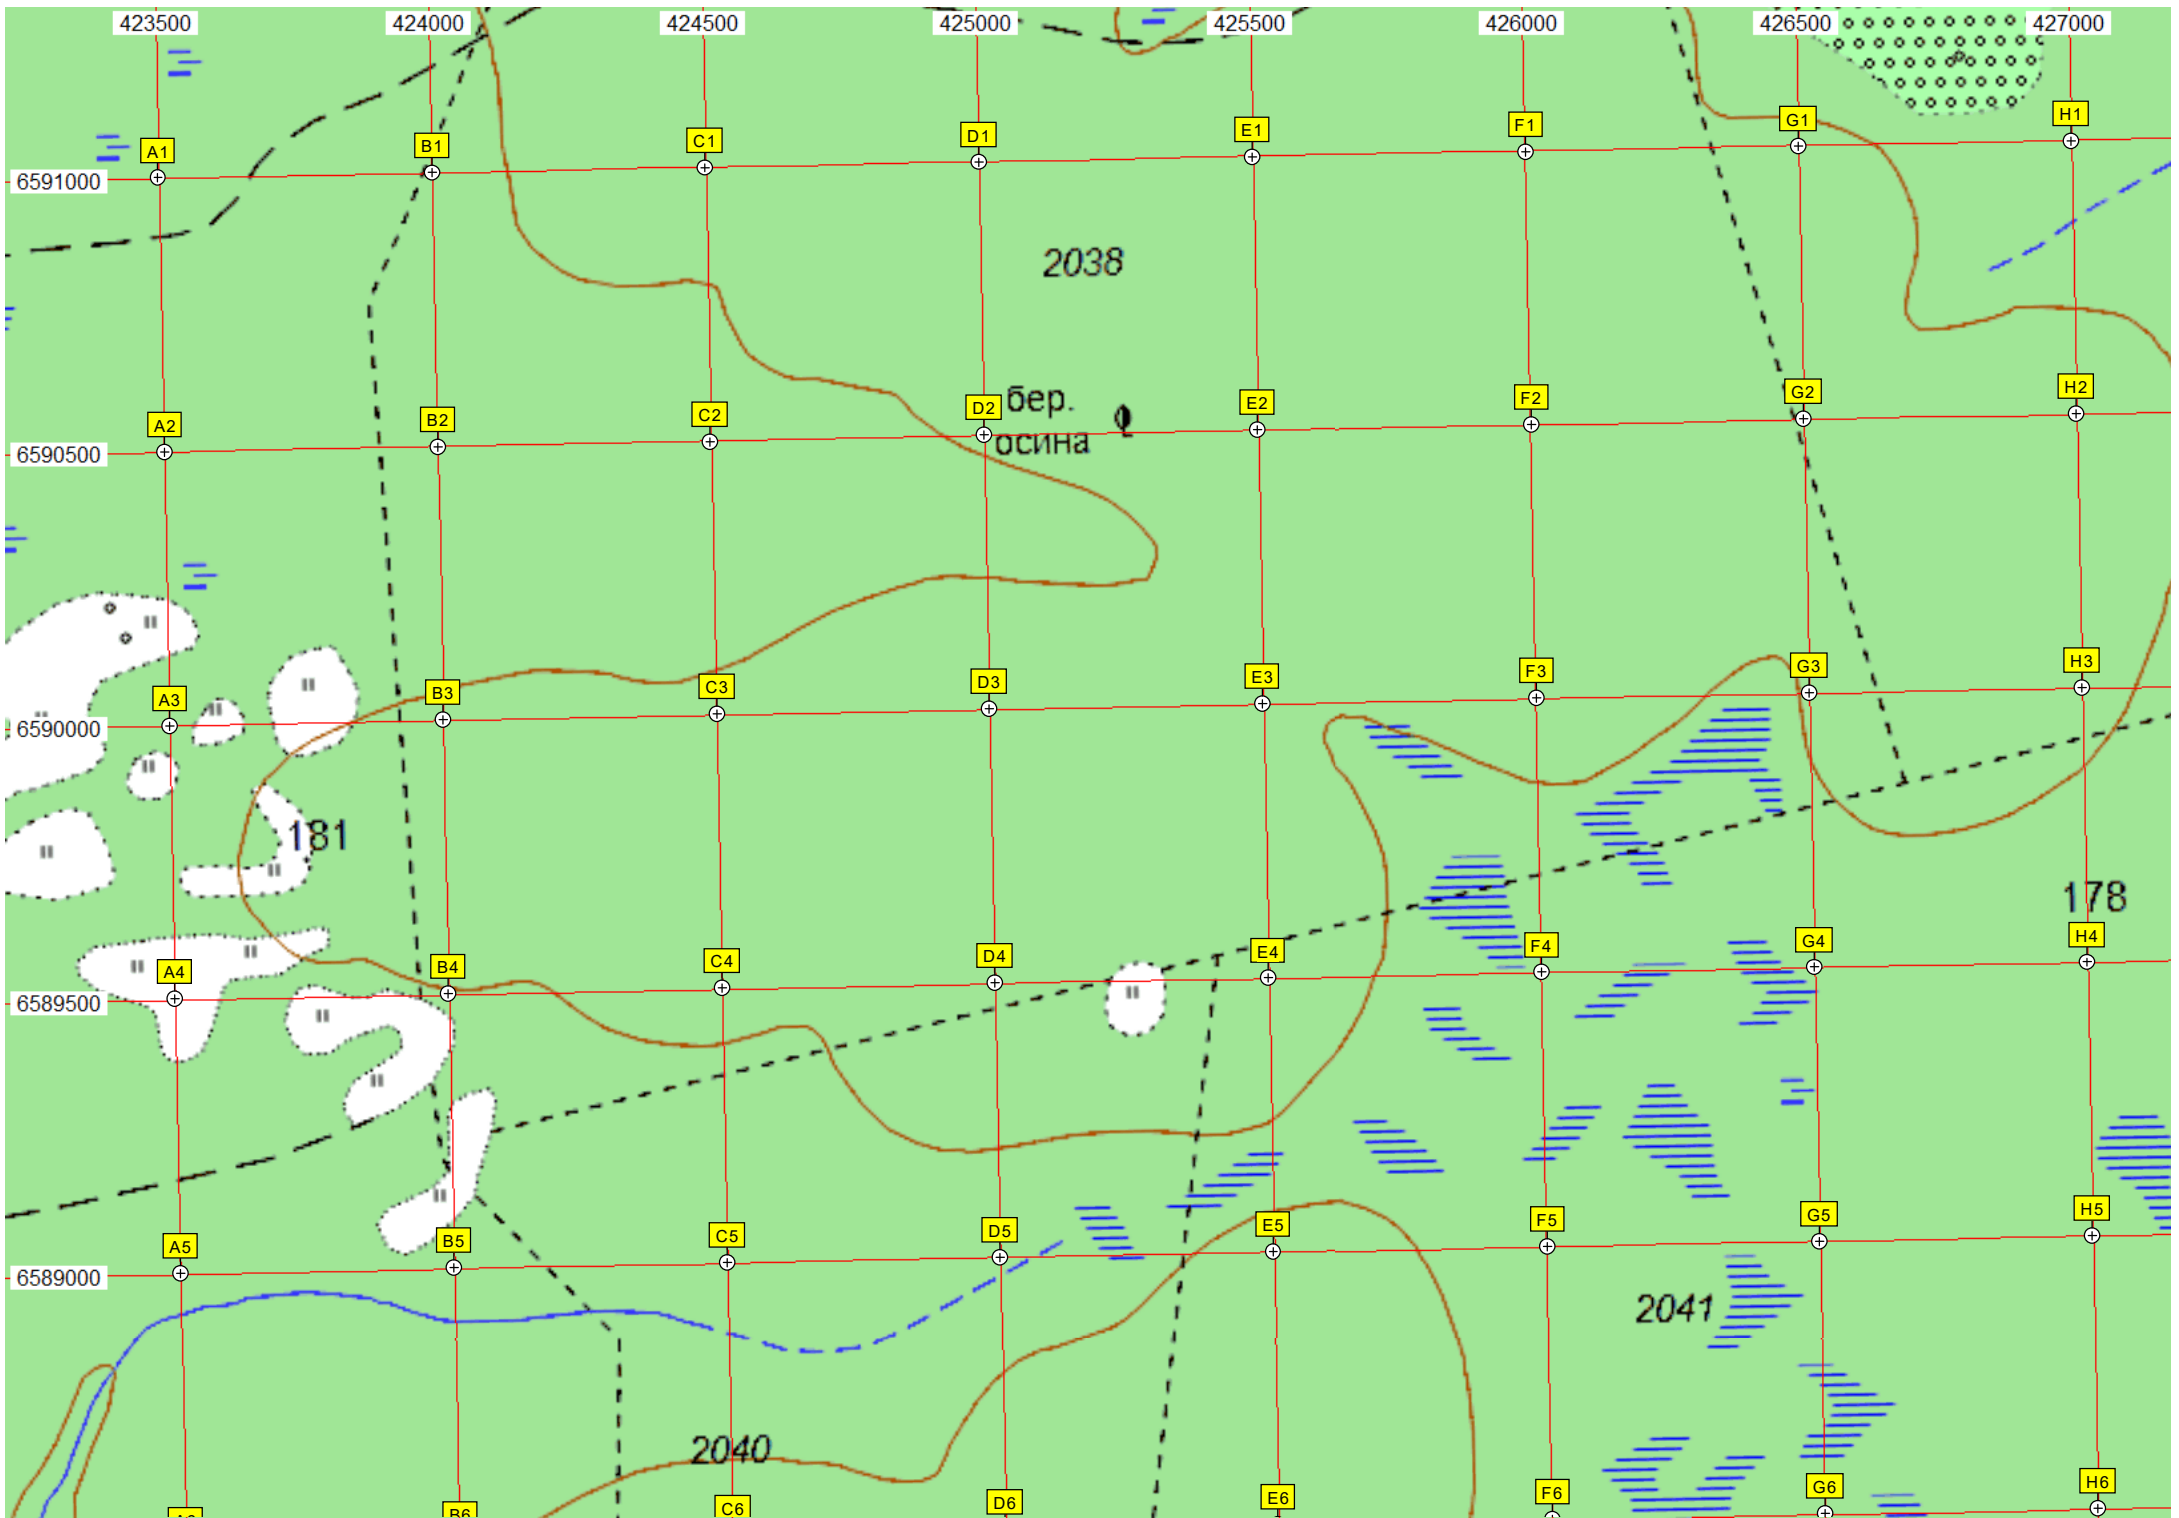 423500 424000 424500 425000 425500 426000 426500 427000
A1 B1 C1 D1 E1 F1 G1 H1
6591000
2038
A2 B2 C2 D2 E2 F2 G2 H2
бер.
осина
6590500
A3 B3 C3 D3 E3 F3 G3 H3
6590000
181
178
A4 B4 C4 D4 E4 F4 G4 H4
6589500
A5 B5 C5 D5 E5 F5 G5 H5
6589000
2041
2040
B6 C6 D6 E6 F6 G6 H6